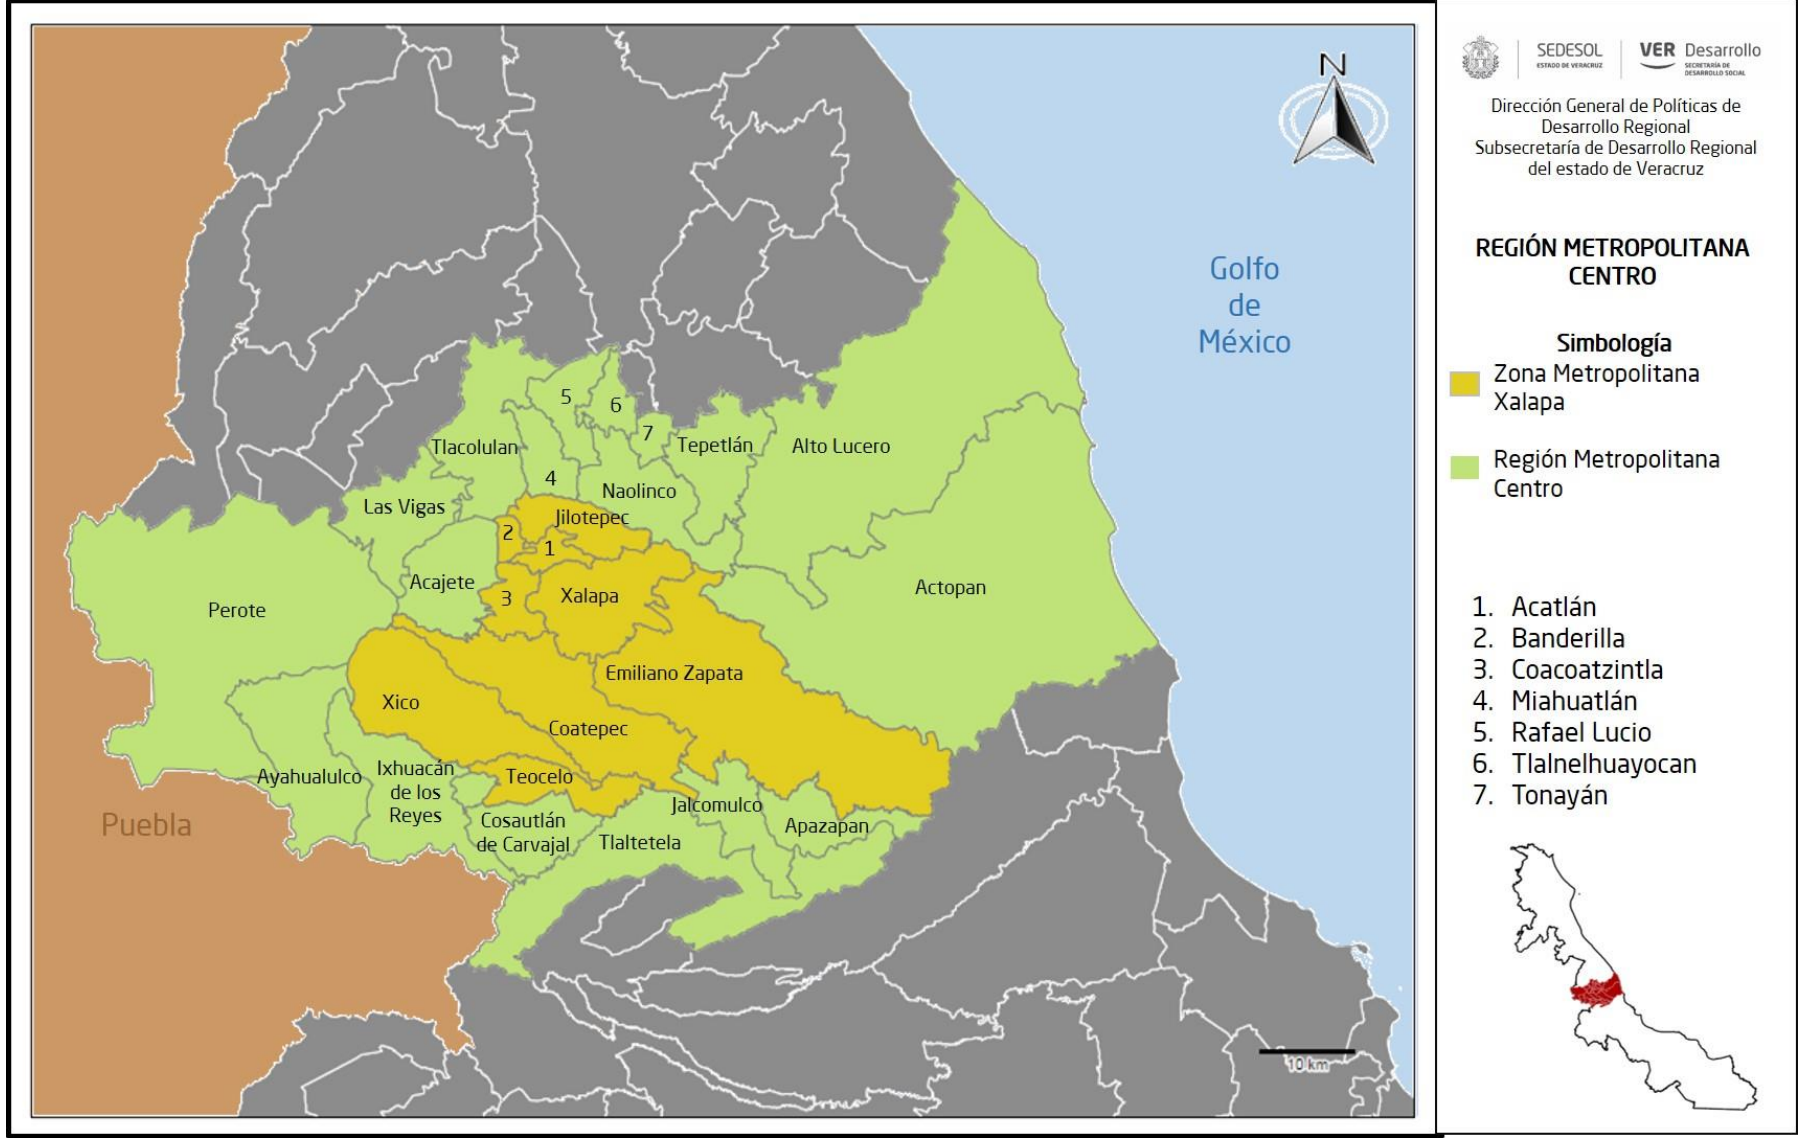 N
Golfo
de
México
5
6
7
Tlacolulan
Tepetlán
Alto Lucero
4
Naolinco
Las Vigas
Jilotepec
2
1
Acajete
Xalapa
3
Actopan
Perote
Emiliano Zapata
Xico
Coatepec
Ayahualulco
Ixhuacán
de los
Reyes
Teocelo
Jalcomulco
Cosautlán
de Carvajal
Tlaltetela
Apazapan
Puebla
10 km
SEDESOL
ESTADO DE VERACRUZ
VER Desarrollo
SECRETARÍA DE
DESARROLLO SOCIAL
Dirección General de Políticas de
Desarrollo Regional
Subsecretaría de Desarrollo Regional
del estado de Veracruz
REGIÓN METROPOLITANA
CENTRO
Simbología
Zona Metropolitana
Xalapa
Región Metropolitana
Centro
1. Acatlán
2. Banderilla
3. Coacoatzintla
4. Miahuatlán
5. Rafael Lucio
6. Tlalnelhuayocan
7. Tonayán